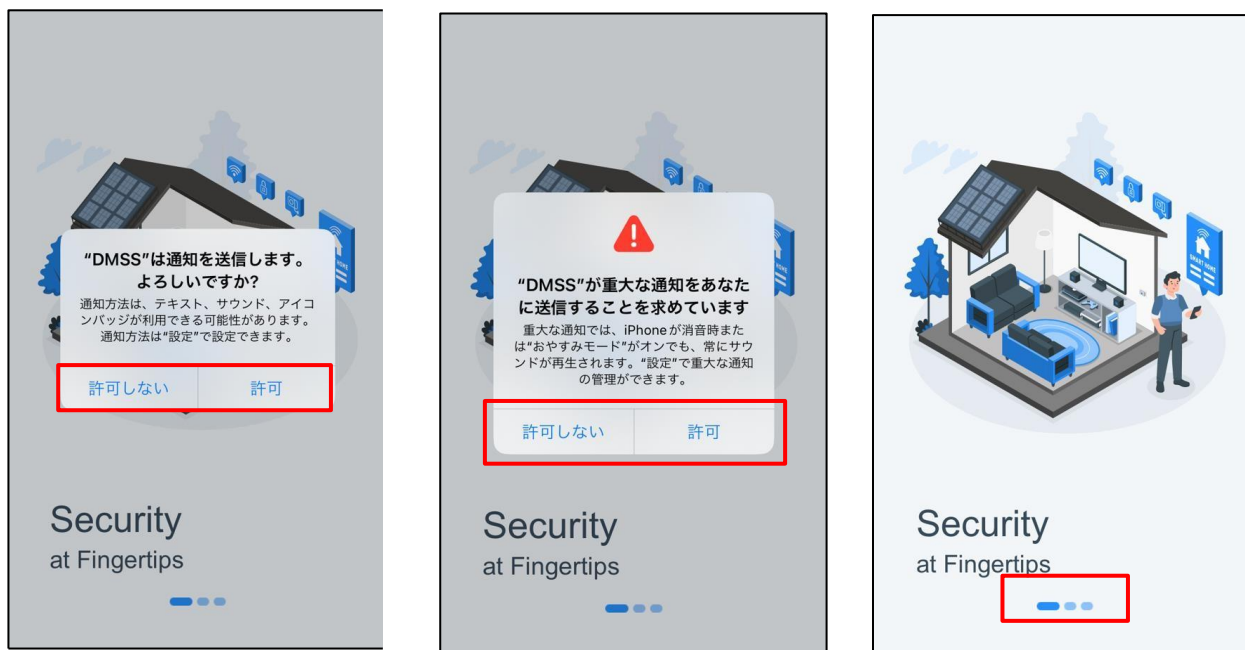 “DMSS”は通知を送信します。
よろしいですか?
通知方法は、テキスト、サウンド、アイコ
ンバッジが利用できる可能性があります。
通知方法は“設定”で設定できます。
許可しない 許可
Security
at Fingertips
“DMSS”が重大な通知をあなた
に送信することを求めています
重大な通知では、iPhoneが消音時また
は“おやすみモード”がオンでも、常にサウ
ンドが再生されます。“設定”で重大な通知
の管理ができます。
許可しない 許可
Security
at Fingertips
SMART HOME
Security
at Fingertips